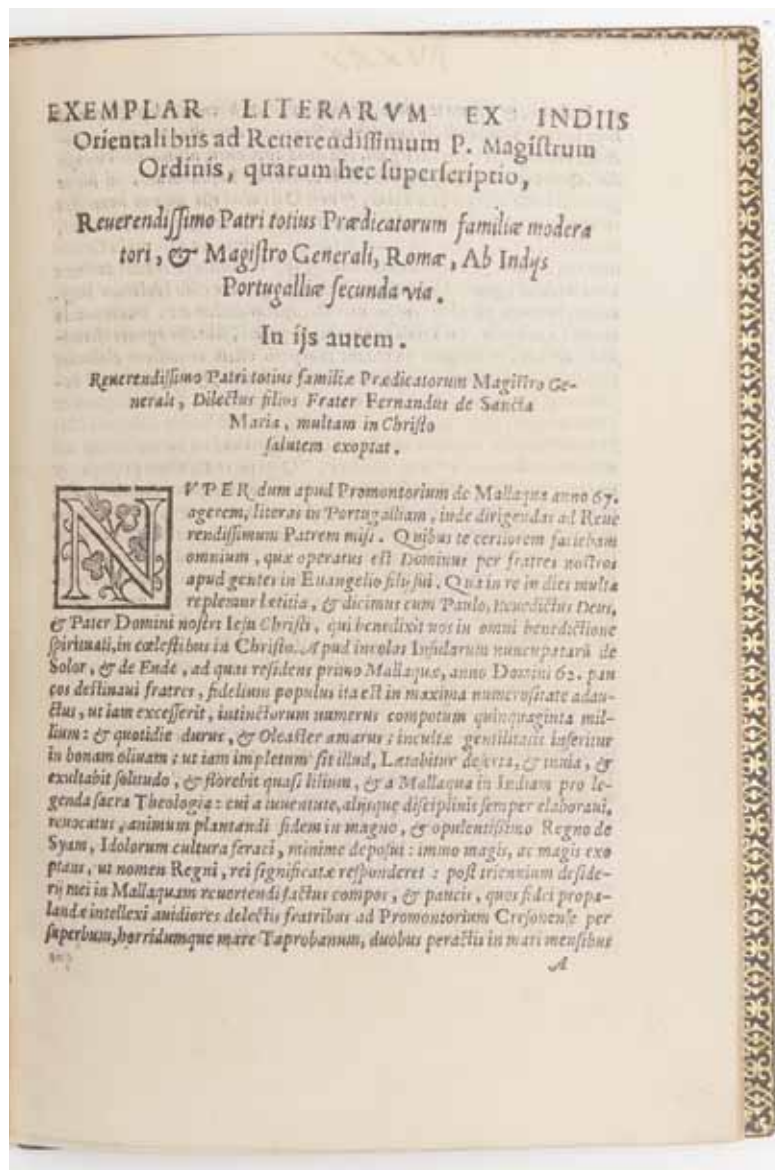 EXEMPLAR LITERARVM EX INDIIS
Orientalibus ad Reuerendiſſimum P. Magiſtrum
Ordinis, quarum hec ſuperſcriptio,
Reuerendiſſimo Patri totius Prædicatorum familiæ modera
tori, & Magiſtro Generali, Romæ, Ab Indijs
Portugalliæ ſecunda via.
In ijs autem.
Reuerendiſſimo Patri totius familiæ Prædicatorum Magiſtro Ge-
nerali, Dilectus filius Frater Fernandus de Sancta
Maria, multam in Chriſto
ſalutem exoptat.
NVPER dum apud Promontorium de Mallaqua anno 67.
agerem, literas in Portugalliam, inde dirigendas ad Reue
rendiſſimum Patrem miſi. Quibus te certiorem faciebam
omnium, quæ operatus eſt Dominus per fratres noſtros
apud gentes in Euangelio filij ſui. Qua in re in dies multa
replemur lætitia, & dicimus cum Paulo, Benedictus Deus,
& Pater Domini noſtri Ieſu Chriſti, qui benedixit nos in omni benedictione
ſpirituali, in cœleſtibus in Chriſto. Apud incolas Inſularum nuncupatarū de
Solor, & de Ende, ad quas reſidens primo Mallaquæ, anno Domini 62. pau
cos deſtinaui fratres, fidelium populus ita eſt in maxima numeroſitate adau-
ctus, ut iam exceſſerit, intinctorum numerus compotum quinquaginta mil-
lium: & quotidie durus, & Oleaſter amarus: incultæ gentilitatis inſeritur
in bonam oliuam: ut iam impletum ſit illud, Lætabitur deſerta, & inuia, &
exultabit ſolitudo, & florebit quaſi lilium, & a Mallaqua in Indiam pro le-
genda ſacra Theologia: cui a iuuentute, alijsque diſciplinis ſemper elaboraui,
reuocatus, animum plantandi fidem in magno, & opulentiſſimo Regno de
Syam, Idolorum cultura feraci, minime depoſui: immo magis, ac magis exo
ptans, ut nomen Regni, rei ſignificatæ reſponderet: poſt triennium deſide-
rij mei in Mallaquam reuertendi factus compos, & paucis, quos fidei propa-
landæ intellexi auidiores delectis fratribus ad Promontorium Creſonenſe per
ſuperbum, horridumque mare Taprobanum, duobus peractis in mari menſibus
A